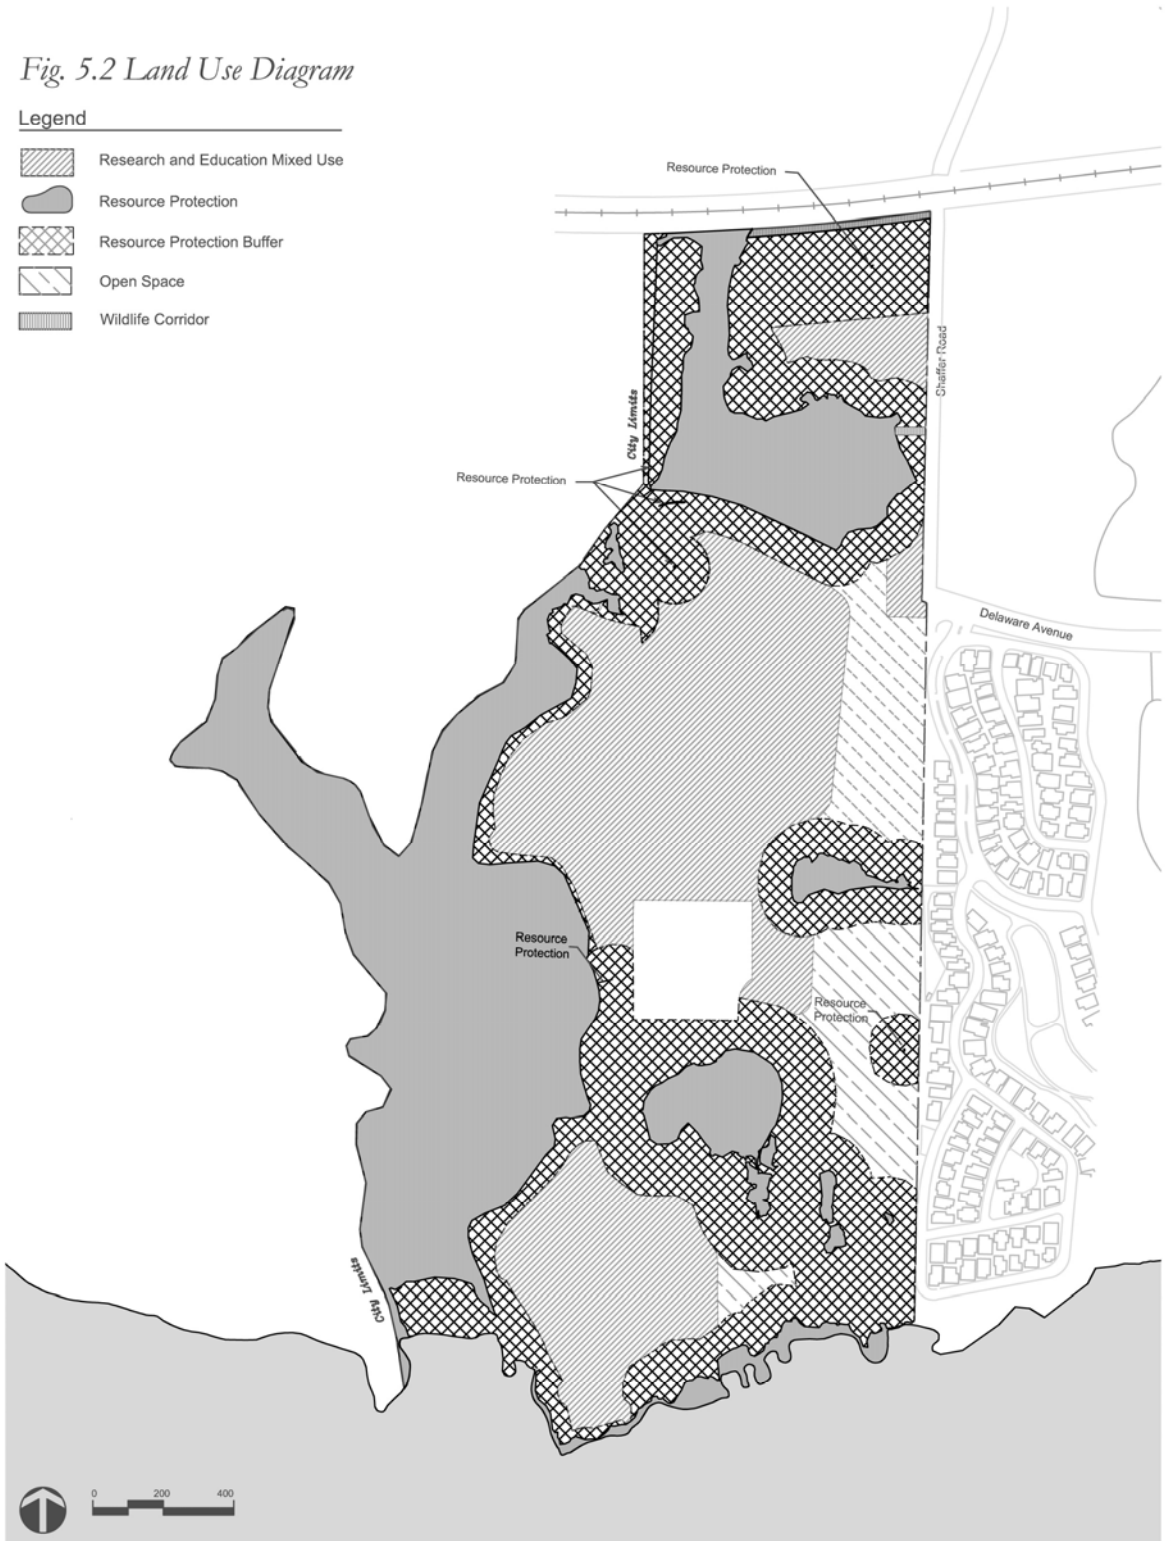 Fig. 5.2 Land Use Diagram
Legend
Research and Education Mixed Use
Resource Protection
Resource Protection Buffer
Open Space
Wildlife Corridor
Resource Protection
Shaffer Road
City Limits
Resource Protection
Delaware Avenue
Resource
Protection
Resource
Protection
City Limits
0 200 400